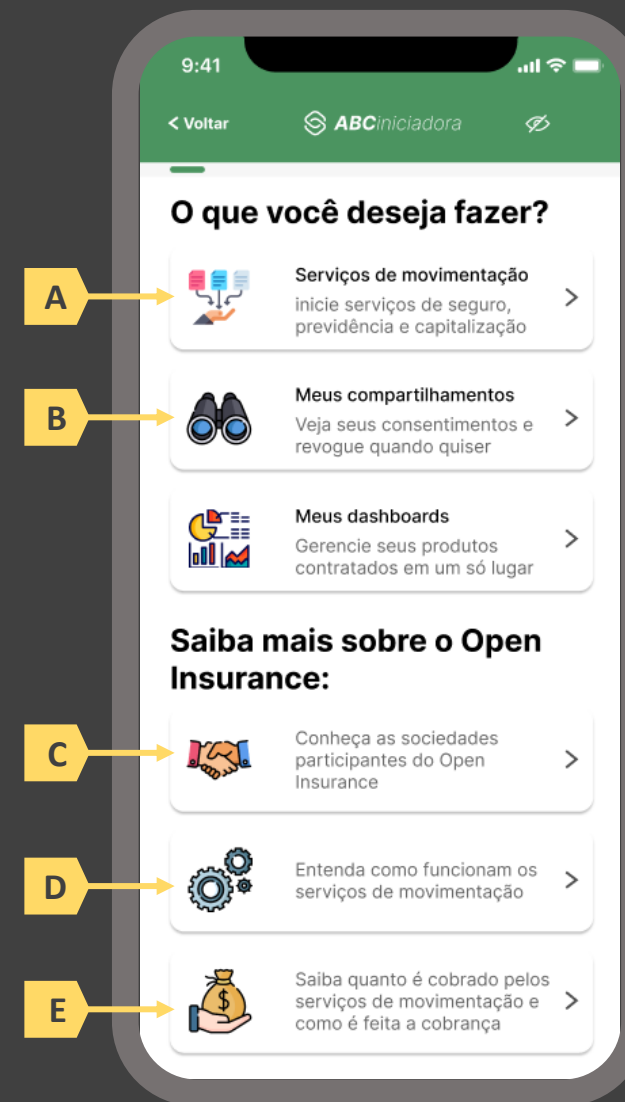 9:41
< Voltar
ABCiniciadora
O que você deseja fazer?
A
Serviços de movimentação
inicie serviços de seguro,
previdência e capitalização
B
Meus compartilhamentos
Veja seus consentimentos e
revogue quando quiser
Meus dashboards
Gerencie seus produtos
contratados em um só lugar
Saiba mais sobre o Open
Insurance:
C
Conheça as sociedades
participantes do Open
Insurance
D
Entenda como funcionam os
serviços de movimentação
E
Saiba quanto é cobrado pelos
serviços de movimentação e
como é feita a cobrança